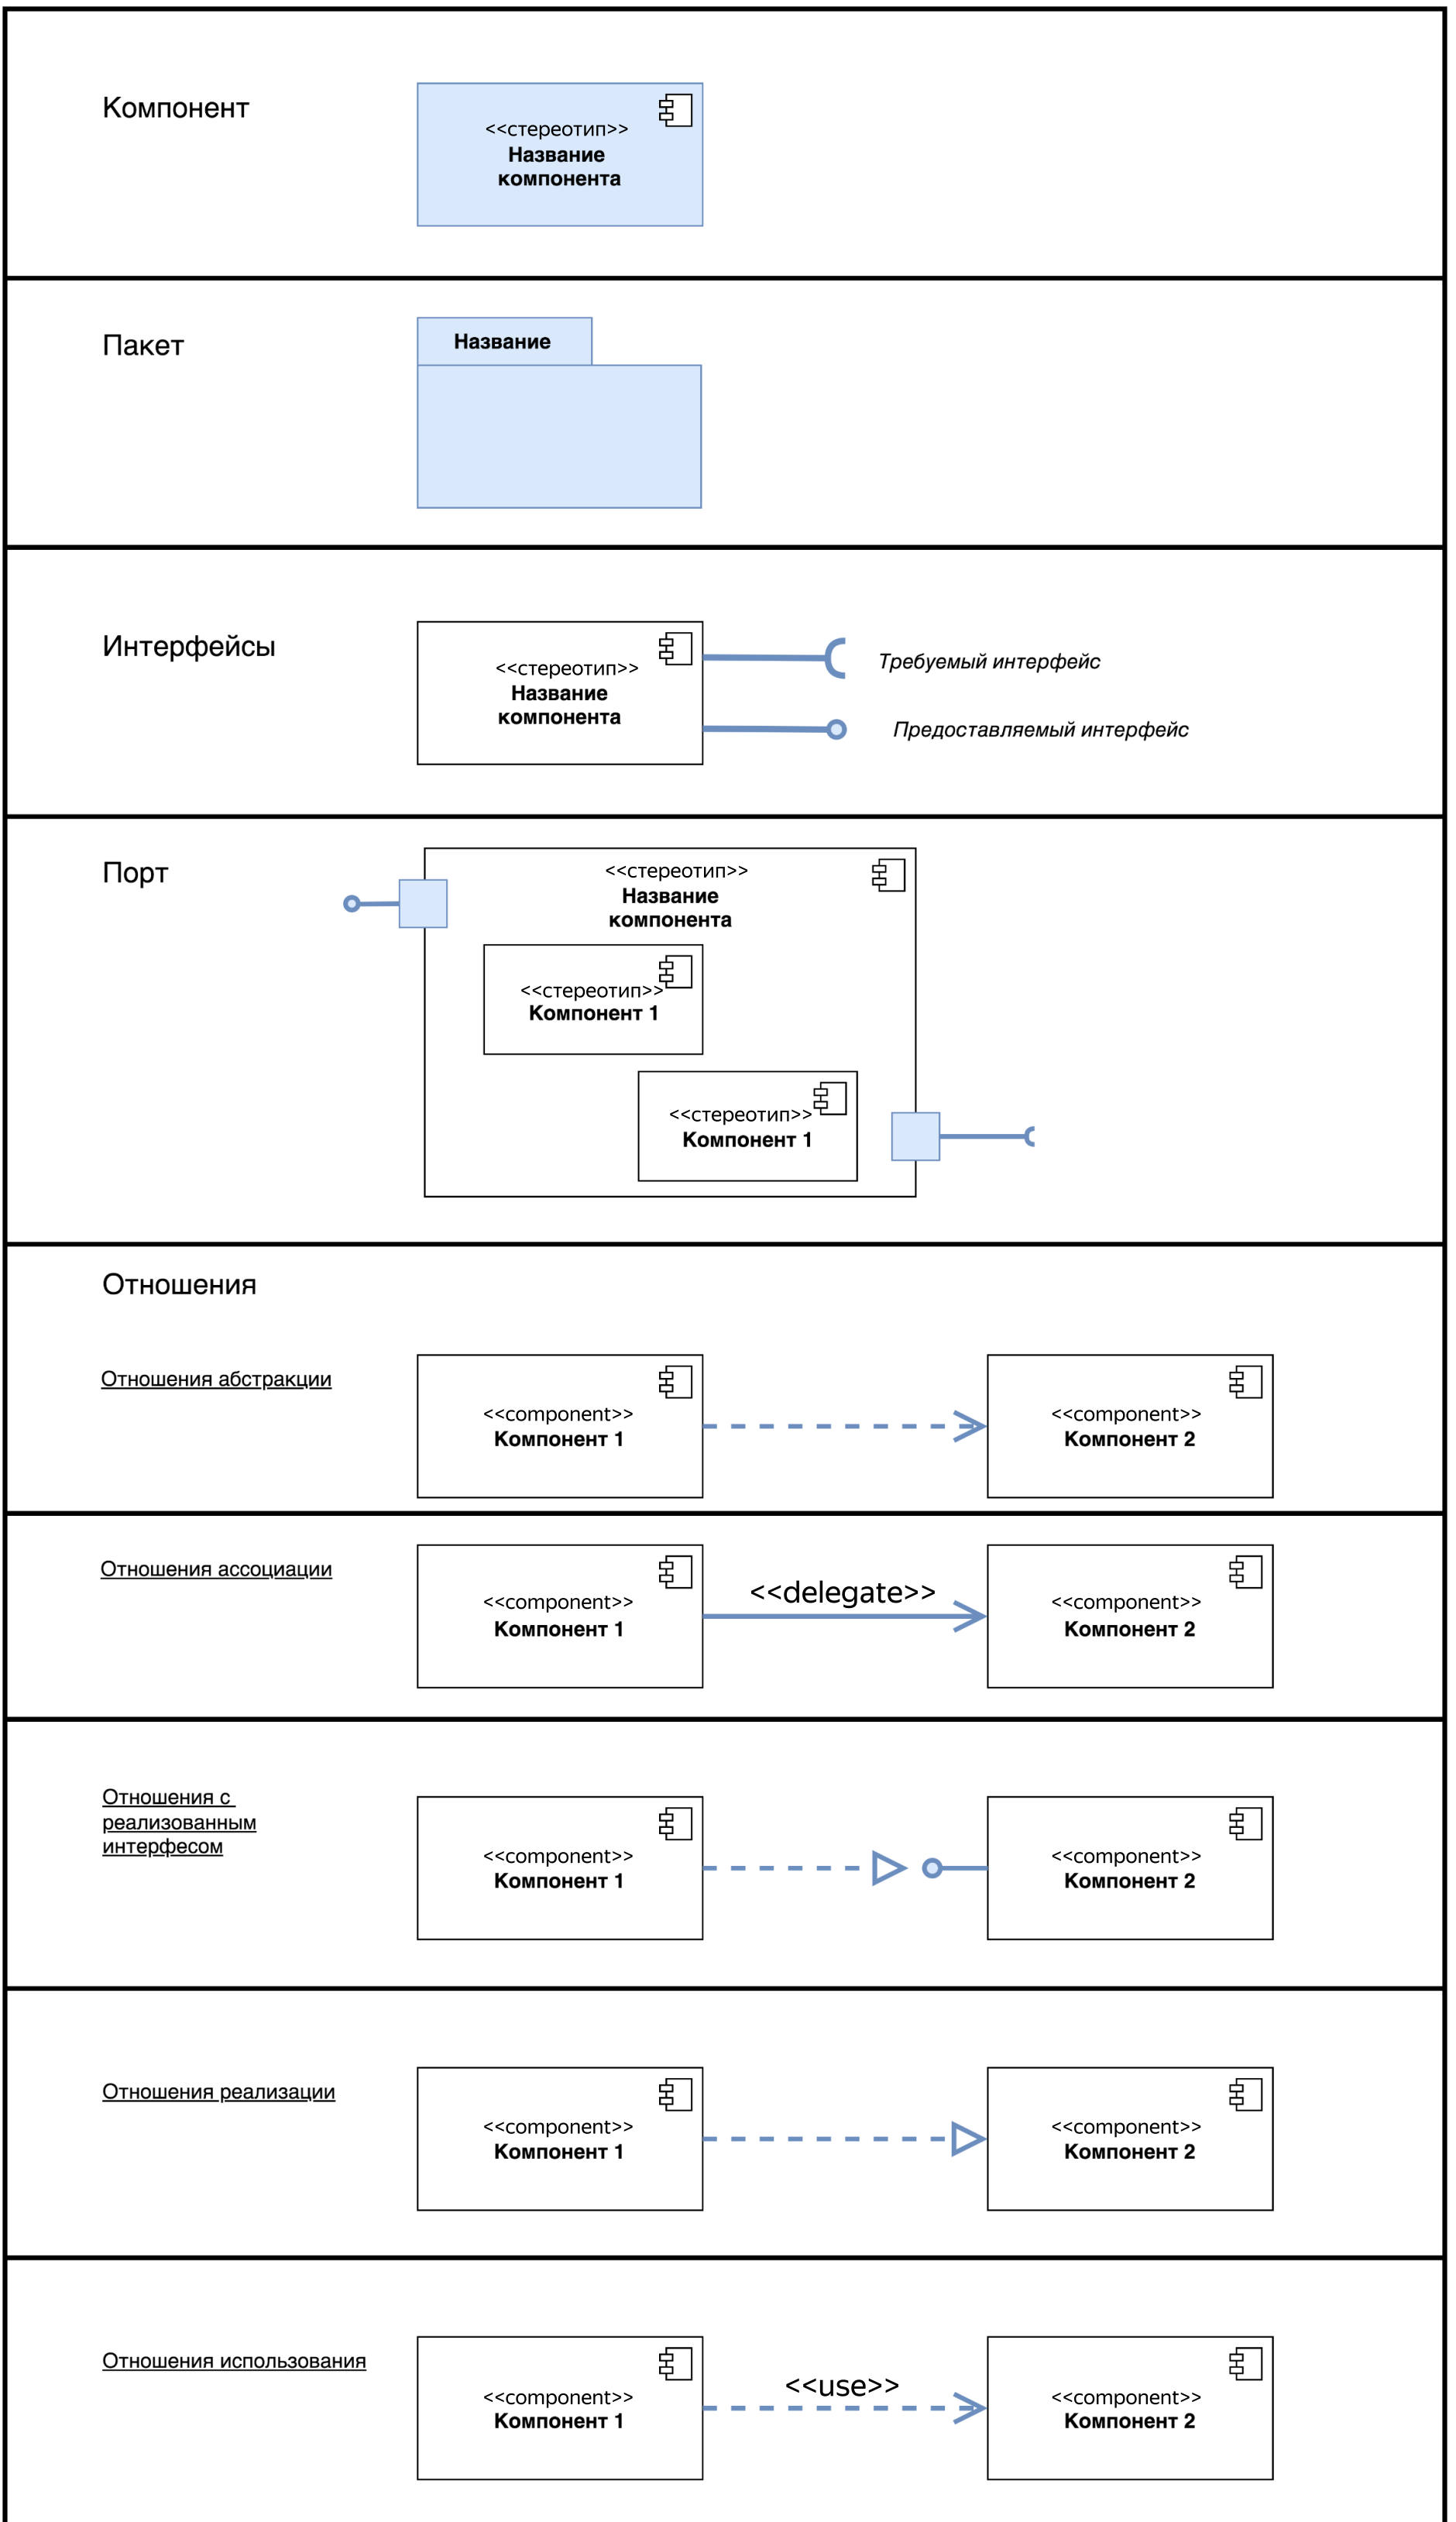 Компонент
<<стереотип>>
Название
компонента
Пакет
Название
Интерфейсы
<<стереотип>>
Название
компонента
Требуемый интерфейс
Предоставляемый интерфейс
Порт
<<стереотип>>
Название
компонента
<<стереотип>>
Компонент 1
<<стереотип>>
Компонент 1
Отношения
Отношения абстракции
<<component>>
Компонент 1
<<component>>
Компонент 2
Отношения ассоциации
<<component>>
Компонент 1
<<delegate>>
<<component>>
Компонент 2
Отношения с
реализованным
интерфесом
<<component>>
Компонент 1
<<component>>
Компонент 2
Отношения реализации
<<component>>
Компонент 1
<<component>>
Компонент 2
Отношения использования
<<component>>
Компонент 1
<<use>>
<<component>>
Компонент 2